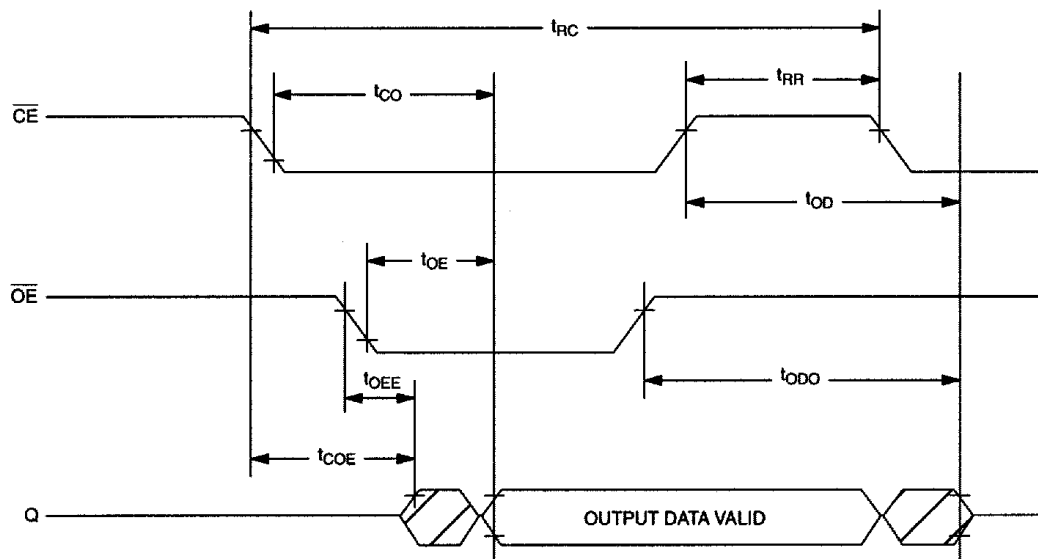 tRC
tCO
tRR
CE
tOD
tOE
OE
tOEE
tODO
tCOE
Q
OUTPUT DATA VALID